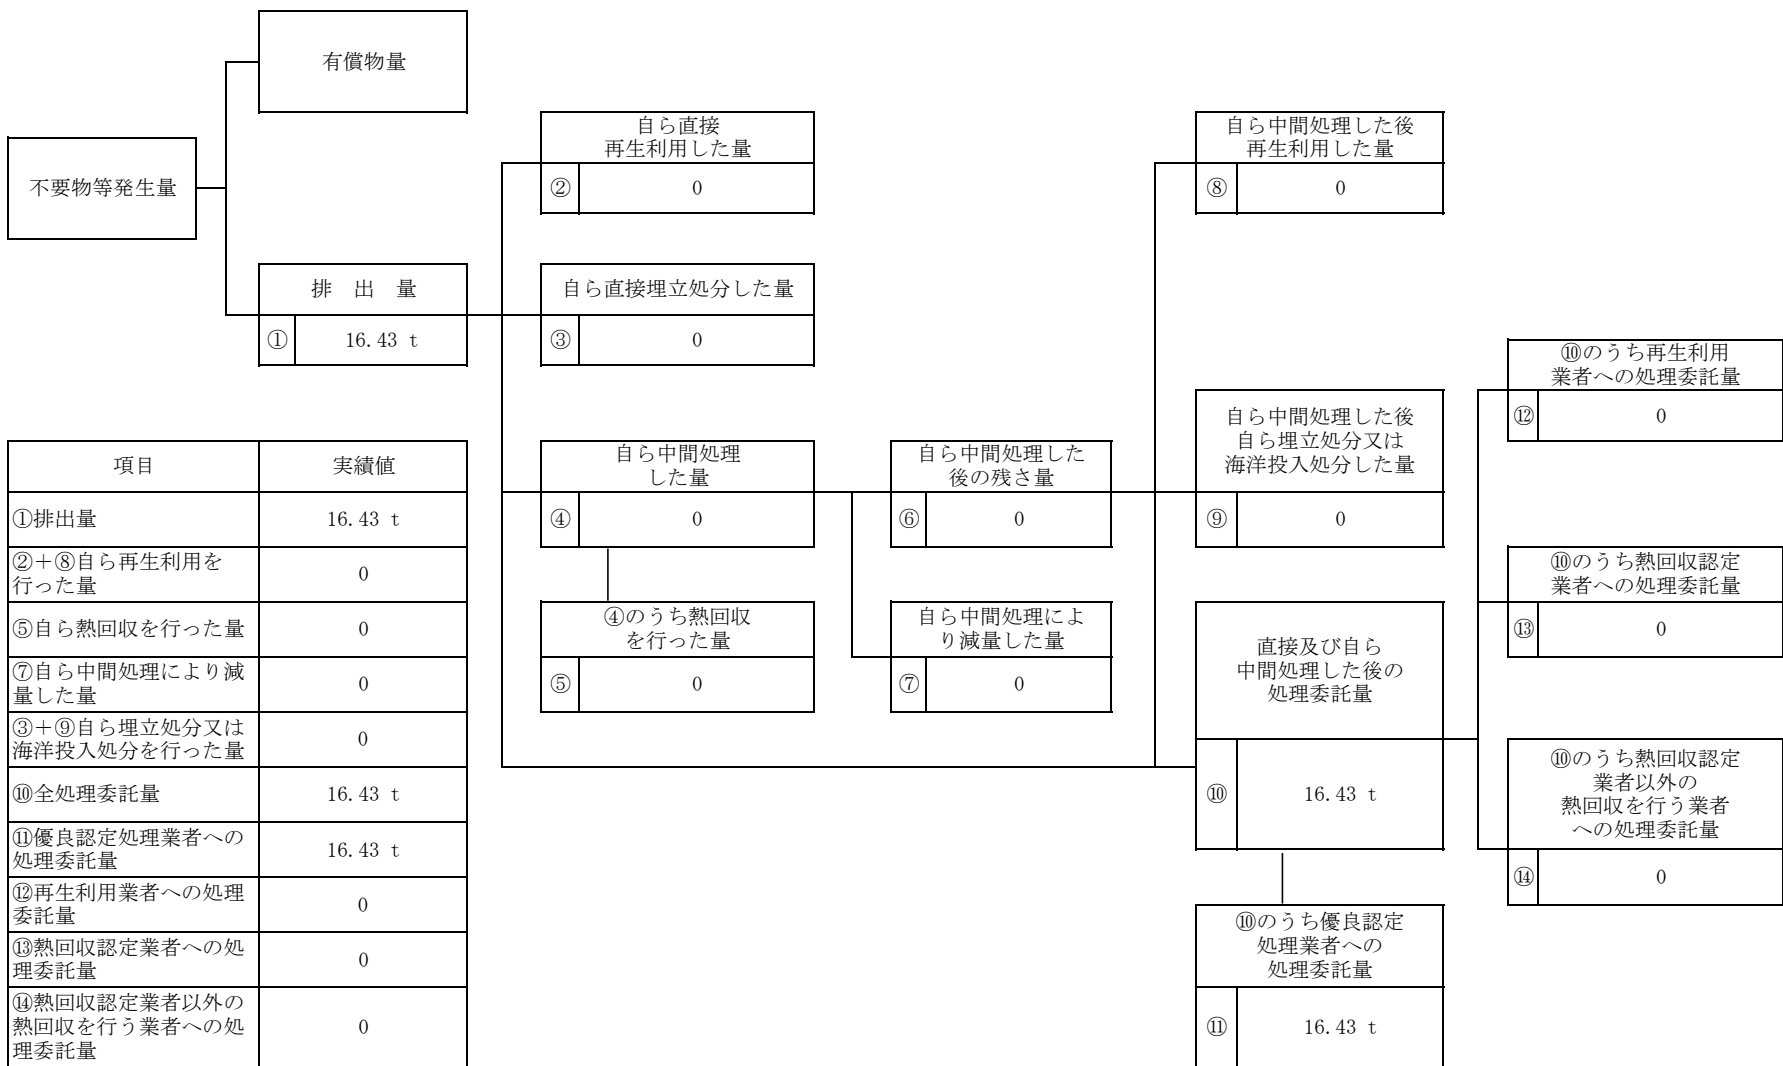 有償物量
不要物等発生量
排　出　量
① 16.43 t
自ら直接
再生利用した量
② 0
自ら直接埋立処分した量
③ 0
自ら中間処理
した量
④ 0
④のうち熱回収
を行った量
⑤ 0
自ら中間処理した
後の残さ量
⑥ 0
自ら中間処理によ
り減量した量
⑦ 0
自ら中間処理した後
再生利用した量
⑧ 0
自ら中間処理した後
自ら埋立処分又は
海洋投入処分した量
⑨ 0
直接及び自ら
中間処理した後の
処理委託量
⑩ 16.43 t
⑩のうち優良認定
処理業者への
処理委託量
⑪ 16.43 t
⑩のうち再生利用
業者への処理委託量
⑫ 0
⑩のうち熱回収認定
業者への処理委託量
⑬ 0
⑩のうち熱回収認定
業者以外の
熱回収を行う業者
への処理委託量
⑭ 0
項目 実績値
①排出量 16.43 t
②＋⑧自ら再生利用を
行った量 0
⑤自ら熱回収を行った量 0
⑦自ら中間処理により減
量した量 0
③＋⑨自ら埋立処分又は
海洋投入処分を行った量 0
⑩全処理委託量 16.43 t
⑪優良認定処理業者への
処理委託量 16.43 t
⑫再生利用業者への処理
委託量 0
⑬熱回収認定業者への処
理委託量 0
⑭熱回収認定業者以外の
熱回収を行う業者への処
理委託量 0